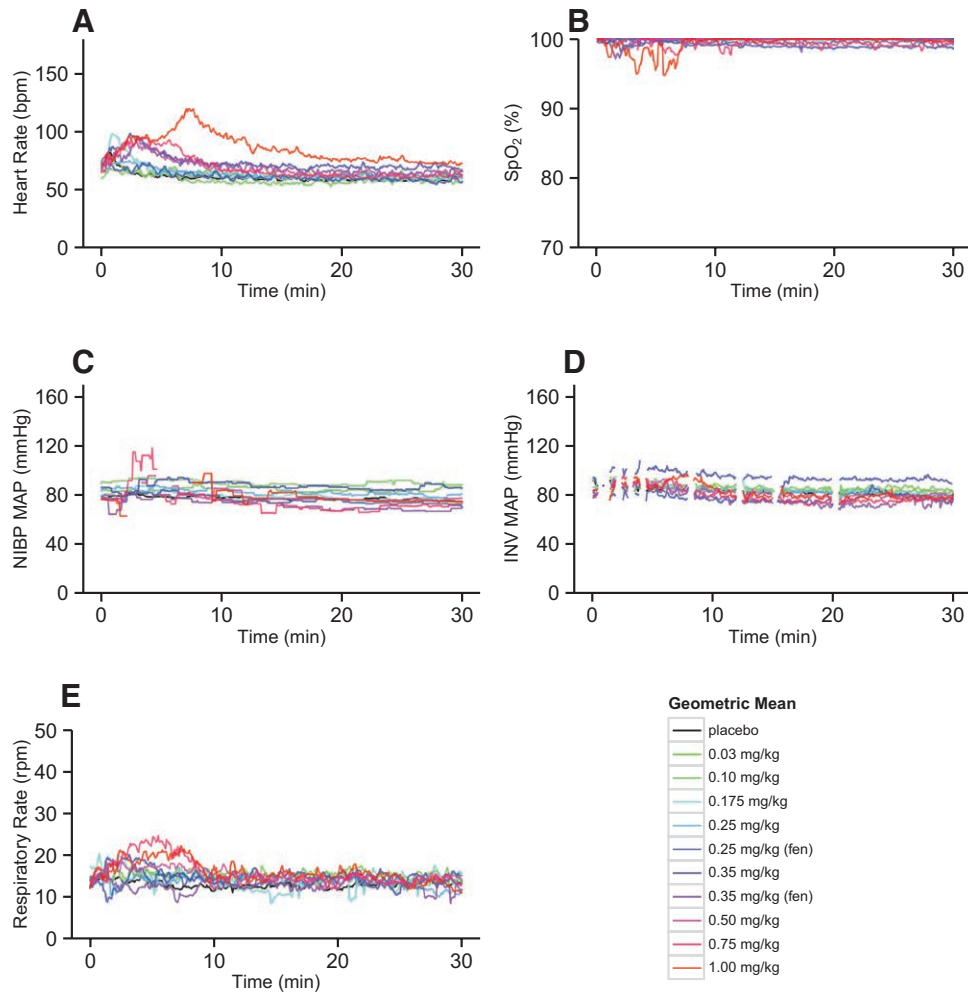 A
Heart Rate (bpm)
150
100
50
0
0 10 20 30
Time (min)
B
SpO2 (%)
100
90
80
70
0 10 20 30
Time (min)
C
NIBP MAP (mmHg)
160
120
80
40
0
0 10 20 30
Time (min)
D
INV MAP (mmHg)
160
120
80
40
0
0 10 20 30
Time (min)
E
Respiratory Rate (rpm)
50
40
30
20
10
0
0 10 20 30
Time (min)
Geometric Mean
placebo
0.03 mg/kg
0.10 mg/kg
0.175 mg/kg
0.25 mg/kg
0.25 mg/kg (fen)
0.35 mg/kg
0.35 mg/kg (fen)
0.50 mg/kg
0.75 mg/kg
1.00 mg/kg